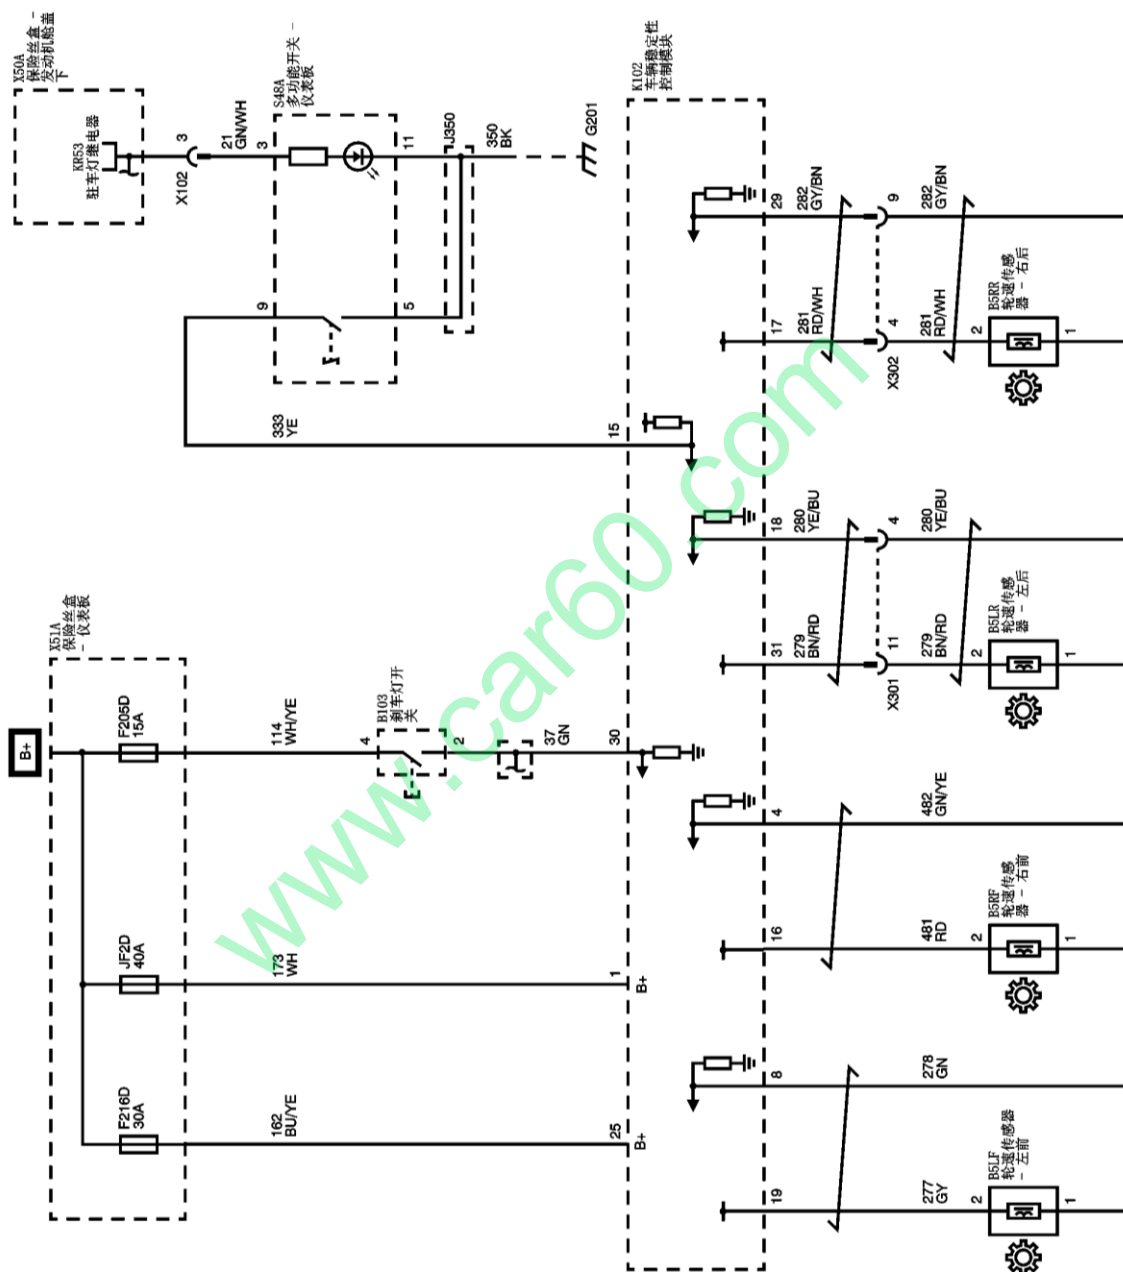 X50A
保险丝盒 -
发动机舱盖
下
KR53
驻车灯继电器
3
X102
21
GN/WH
3
S48A
多功能开关 -
仪表板
11
J350
350
BK
G201
9
5
333
YE
15
K102
车辆稳定性
控制模块
29
282
GY/BN
9
282
GY/BN
17
281
RD/WH
4
X302
281
RD/WH
2
B5RR
轮速传感
器 - 右后
1
18
280
YE/BU
4
280
YE/BU
31
279
BN/RD
11
X301
279
BN/RD
2
B5LR
轮速传感
器 - 左后
1
X51A
保险丝盒
- 仪表板
B+
F205D
15A
114
WH/YE
4
B103
刹车灯开
关
2
37
GN
30
4
482
GN/YE
16
481
RD
2
B5RF
轮速传感
器 - 右前
1
JF2D
40A
173
WH
1
B+
F216D
30A
162
BU/YE
25
B+
8
278
GN
19
277
GY
2
B5LF
轮速传感器
- 左前
1
www.car60.com